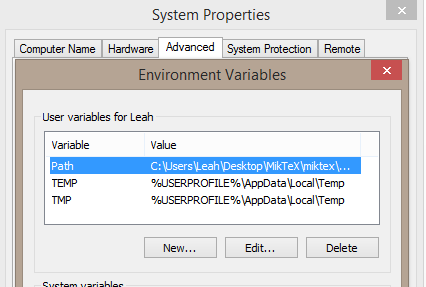 System Properties
Computer Name Hardware Advanced System Protection Remote
Environment Variables
User variables for Leah
Variable Value
Path C:\Users\Leah\Desktop\MikTeX\miktex\...
TEMP %USERPROFILE%\AppData\Local\Temp
TMP %USERPROFILE%\AppData\Local\Temp
New... Edit... Delete
System variables